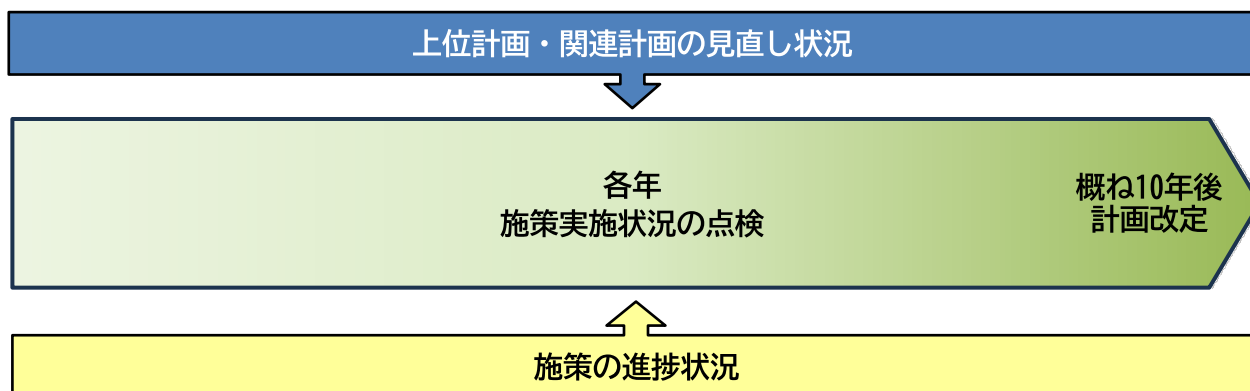 上位計画・関連計画の見直し状況
各年
施策実施状況の点検
概ね10年後
計画改定
施策の進捗状況